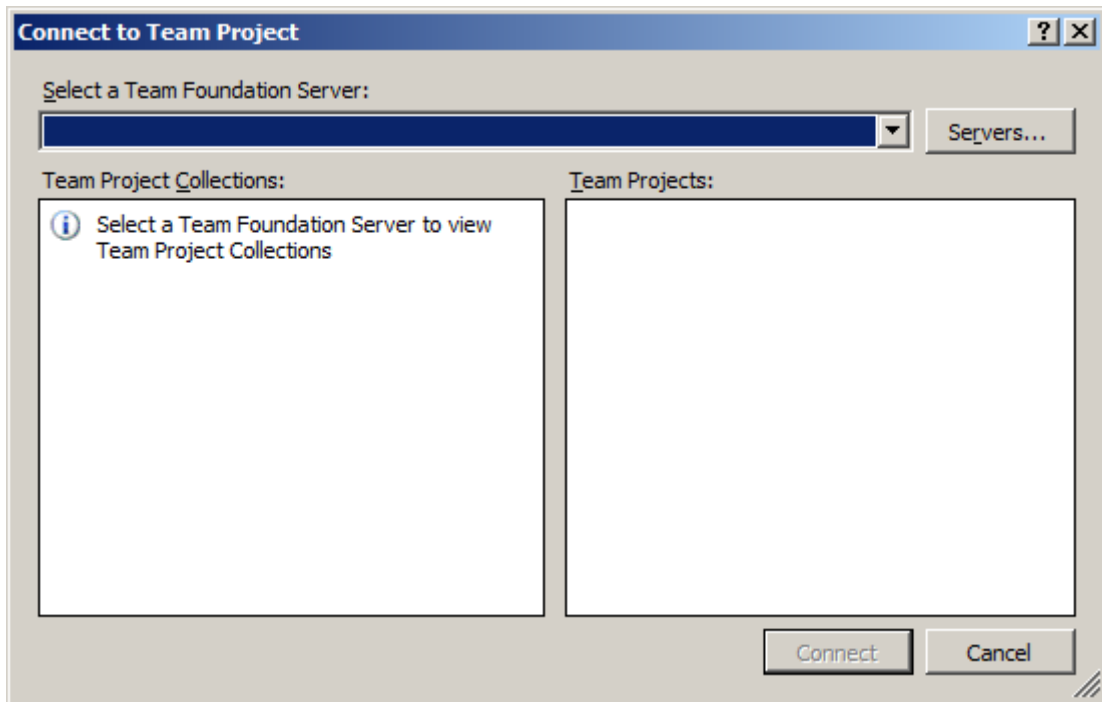 Connect to Team Project
Select a Team Foundation Server:
Servers...
Team Project Collections:
Team Projects:
Select a Team Foundation Server to view
Team Project Collections
Connect
Cancel